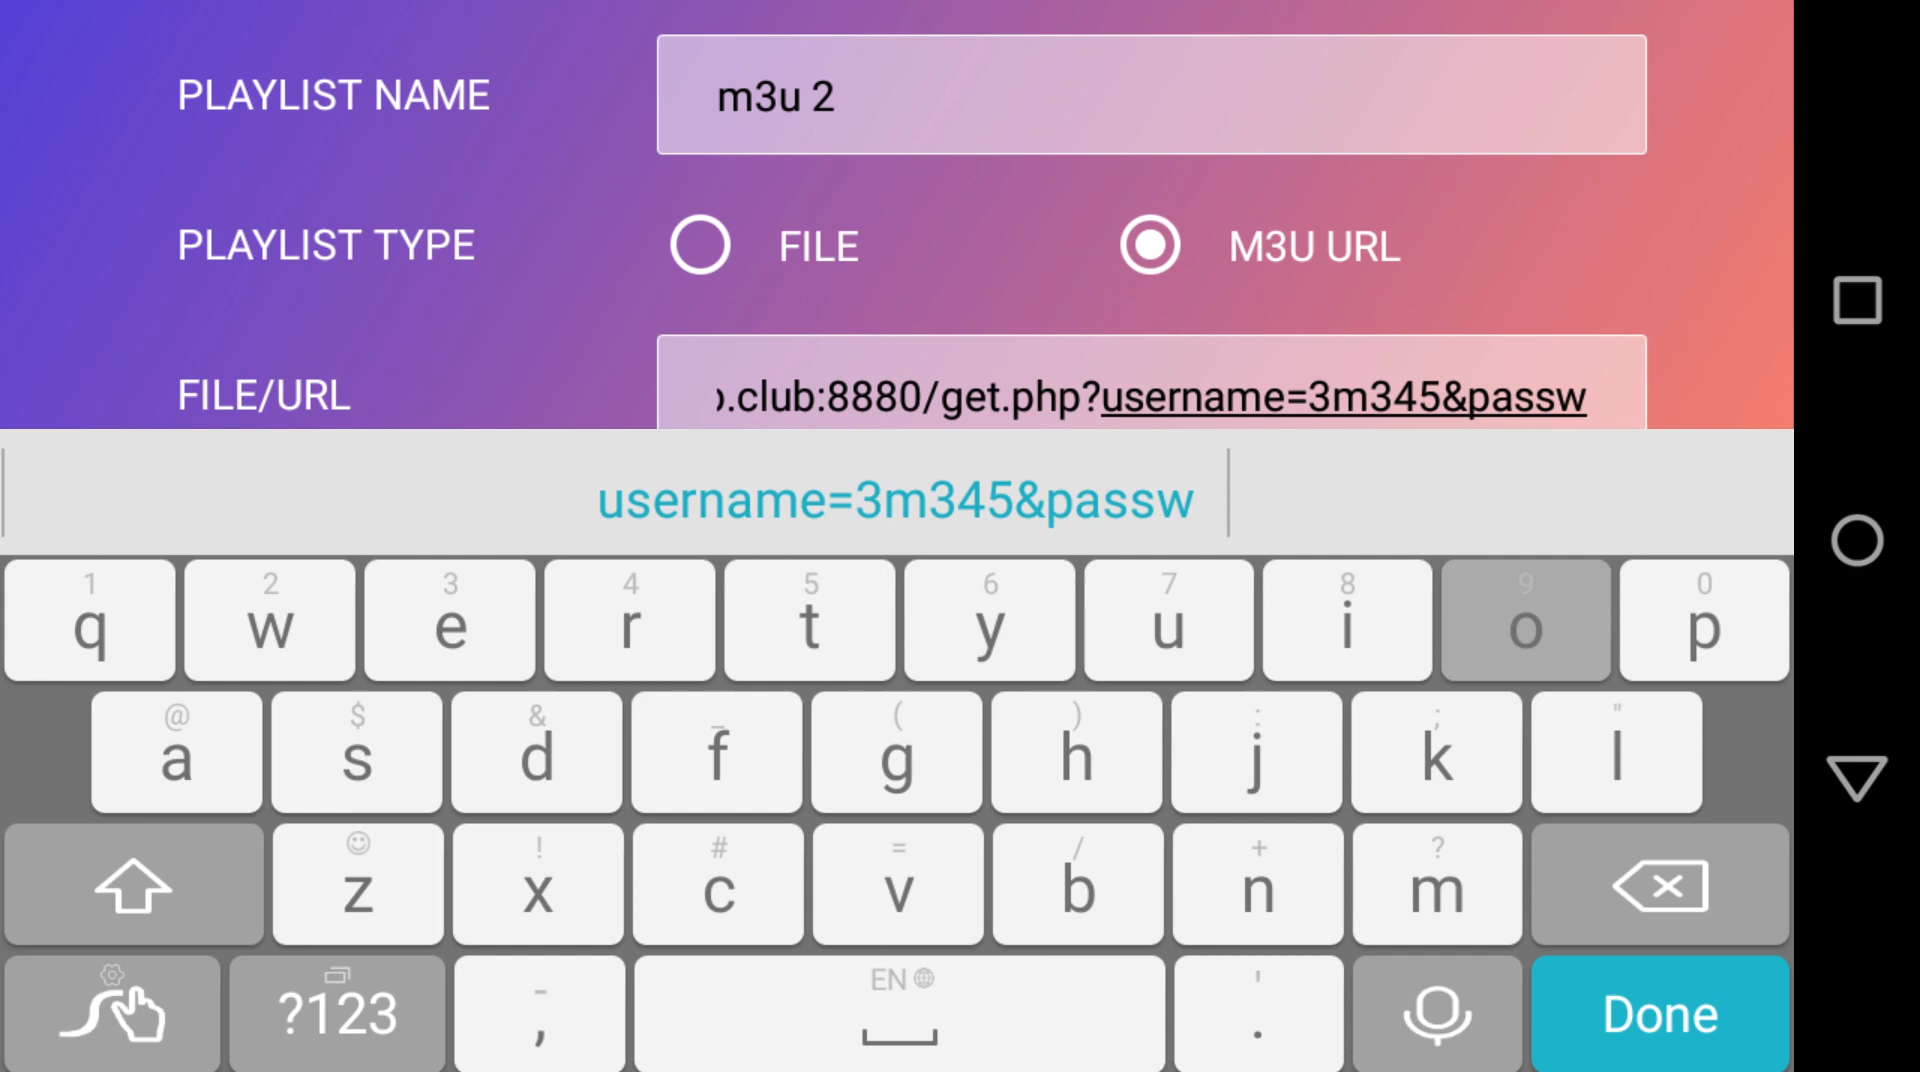 PLAYLIST NAME
m3u 2
PLAYLIST TYPE
FILE
M3U URL
FILE/URL
.club:8880/get.php?username=3m345&passw
username=3m345&passw
1 2 3 4 5 6 7 8 9 0
q w e r t y u i o p
@ $ & _ ( ) : ; "
a s d f g h j k l
! # = / + ?
z x c v b n m
EN
?123 - , ' . Done